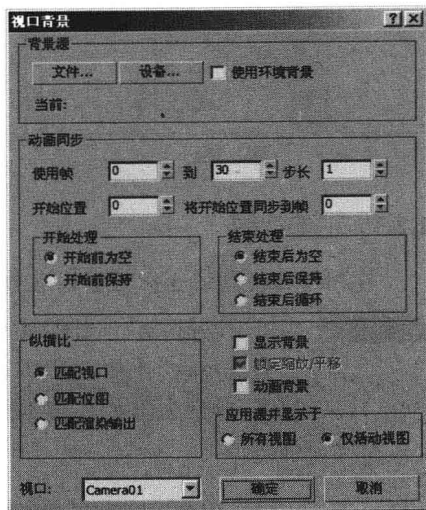 视口背景
背景源
文件... 设备... 使用环境背景
当前:
动画同步
使用帧 0 到 30 步长 1
开始位置 0 将开始位置同步到帧 0
开始处理
开始前为空
开始前保持
结束处理
结束后为空
结束后保持
结束后循环
纵横比
匹配视口
匹配位图
匹配渲染输出
显示背景
锁定缩放/平移
动画背景
应用源并显示于
所有视图 仅活动视图
视口: Camera01 确定 取消